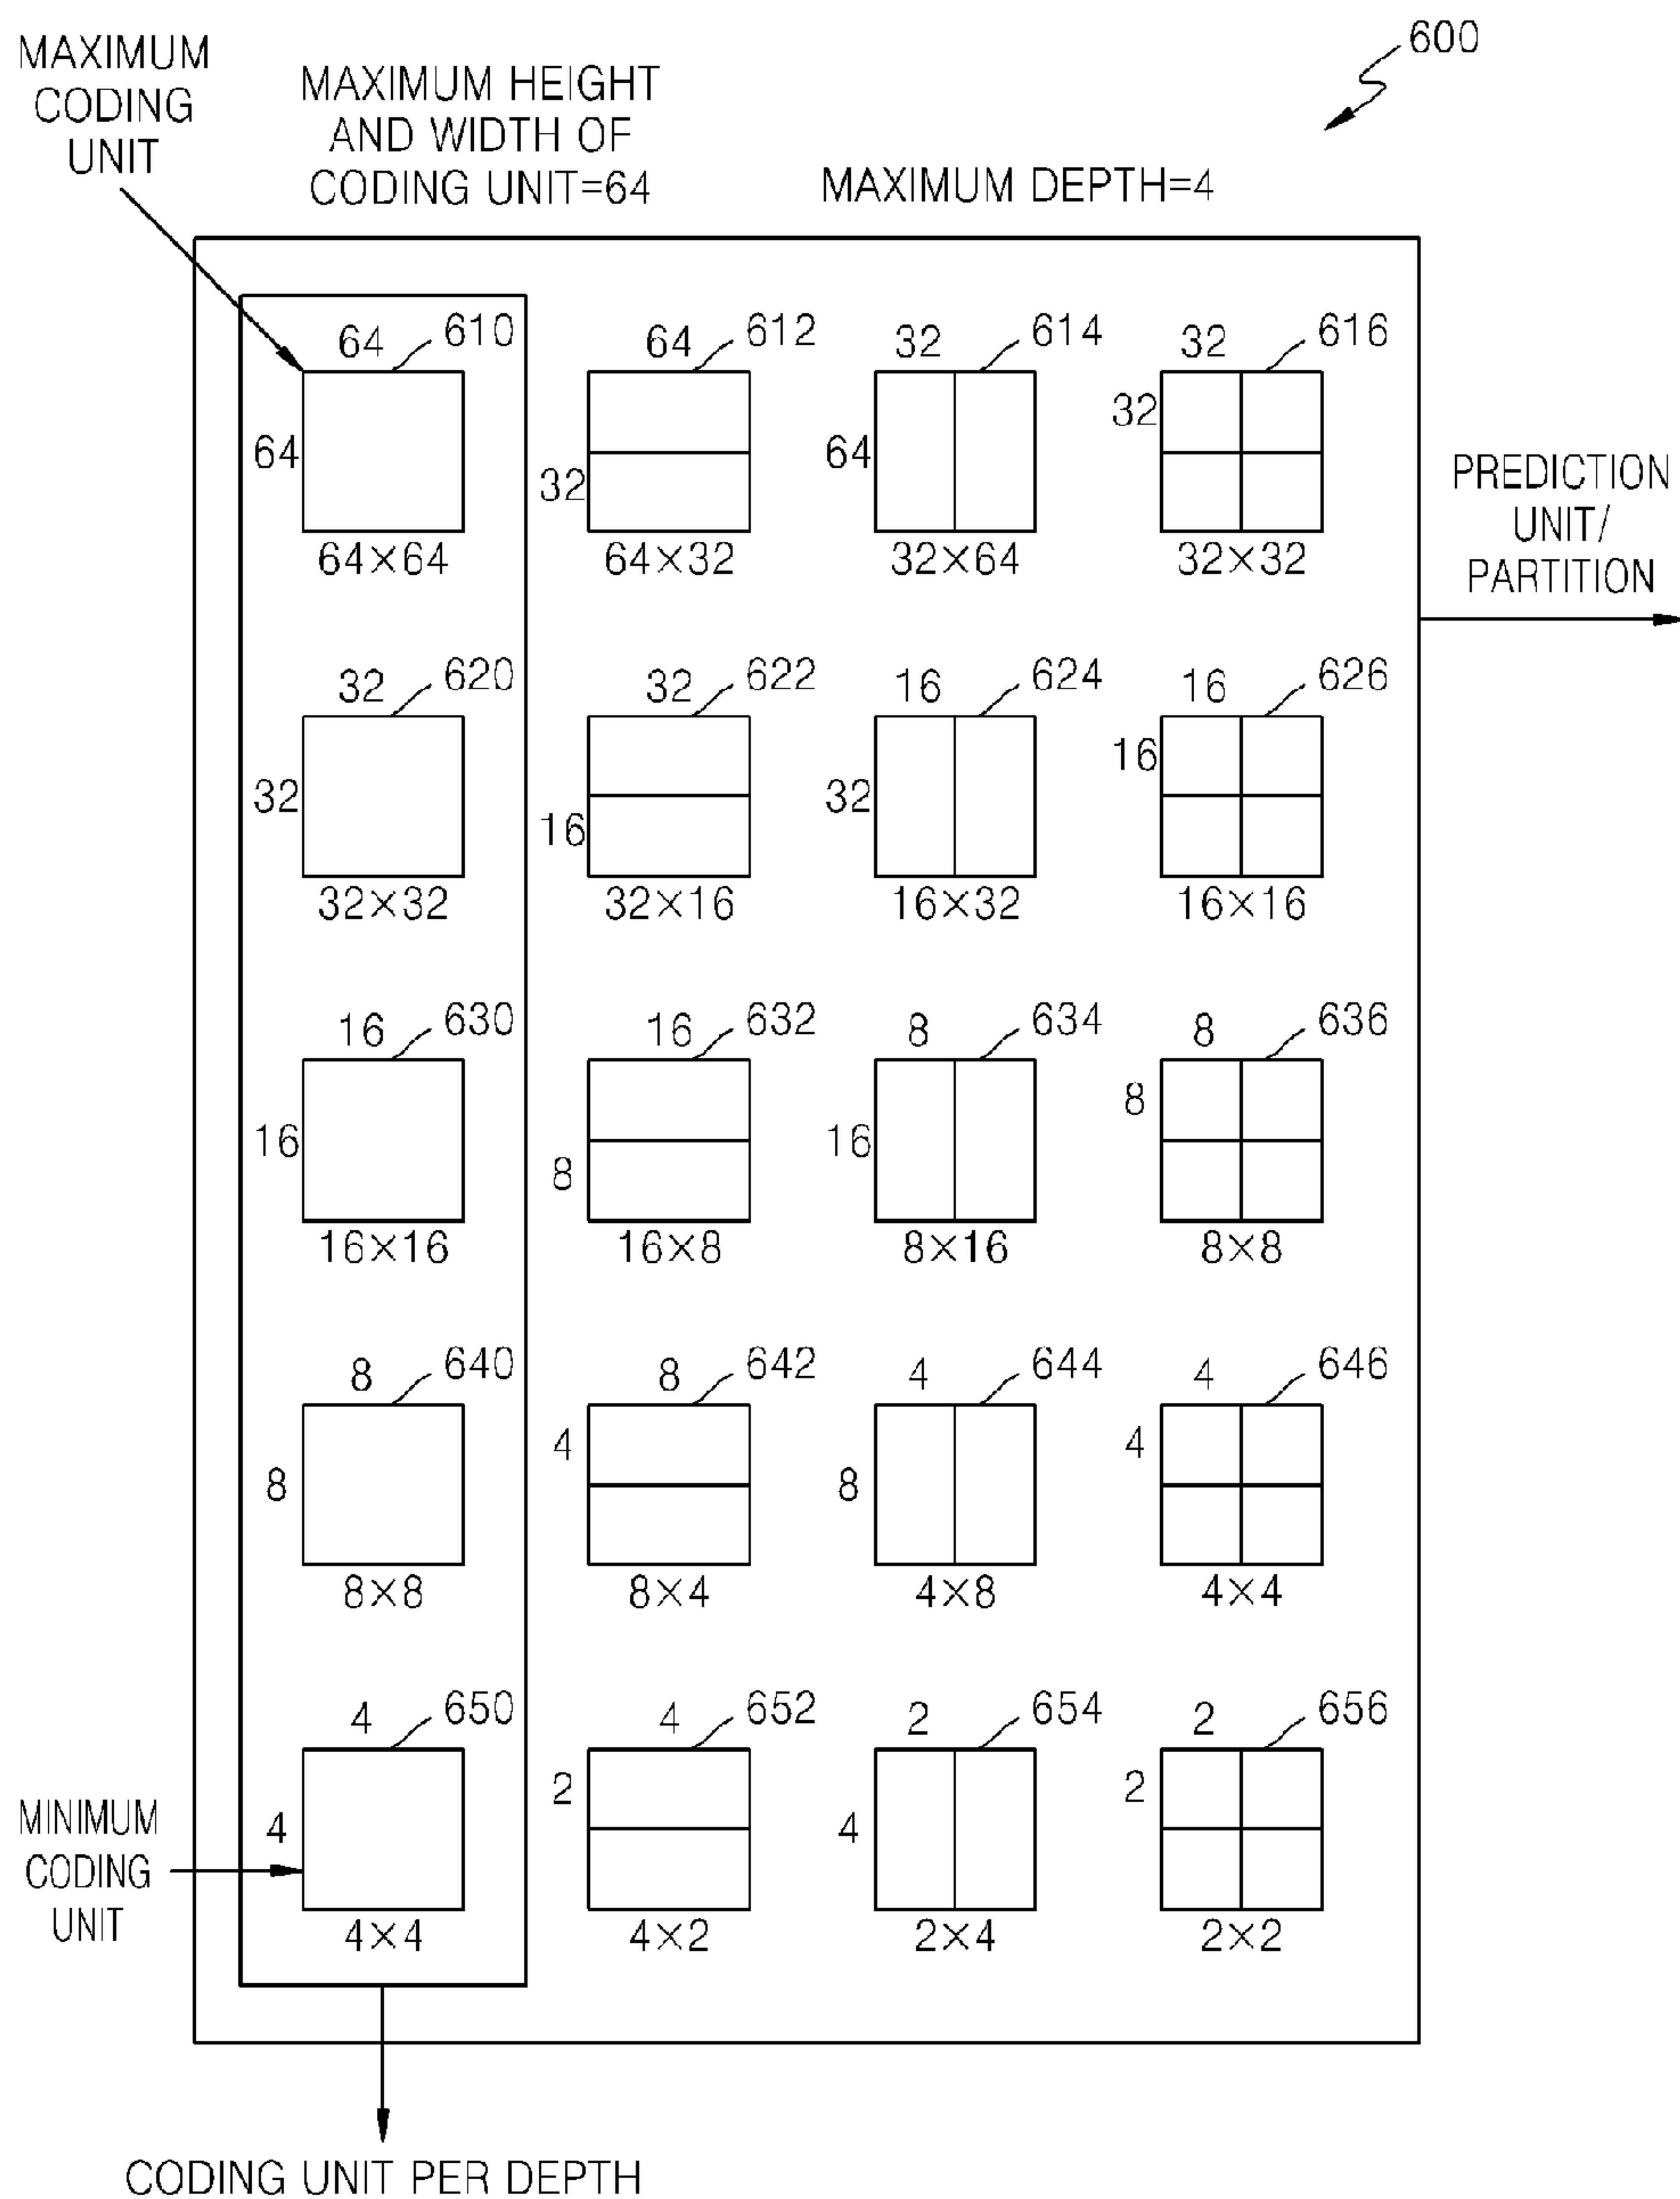 600
MAXIMUM
CODING
UNIT
MAXIMUM HEIGHT
AND WIDTH OF
CODING UNIT=64
MAXIMUM DEPTH=4
64 610 64 612 32 614 32 616
64 32 64 32
64×64 64×32 32×64 32×32
PREDICTION
UNIT/
PARTITION
32 620 32 622 16 624 16 626
32 16 32 16
32×32 32×16 16×32 16×16
16 630 16 632 8 634 8 636
16 8 16 8
16×16 16×8 8×16 8×8
8 640 8 642 4 644 4 646
8 4 8 4
8×8 8×4 4×8 4×4
4 650 4 652 2 654 2 656
4 2 4 2
4×4 4×2 2×4 2×2
MINIMUM
CODING
UNIT
CODING UNIT PER DEPTH